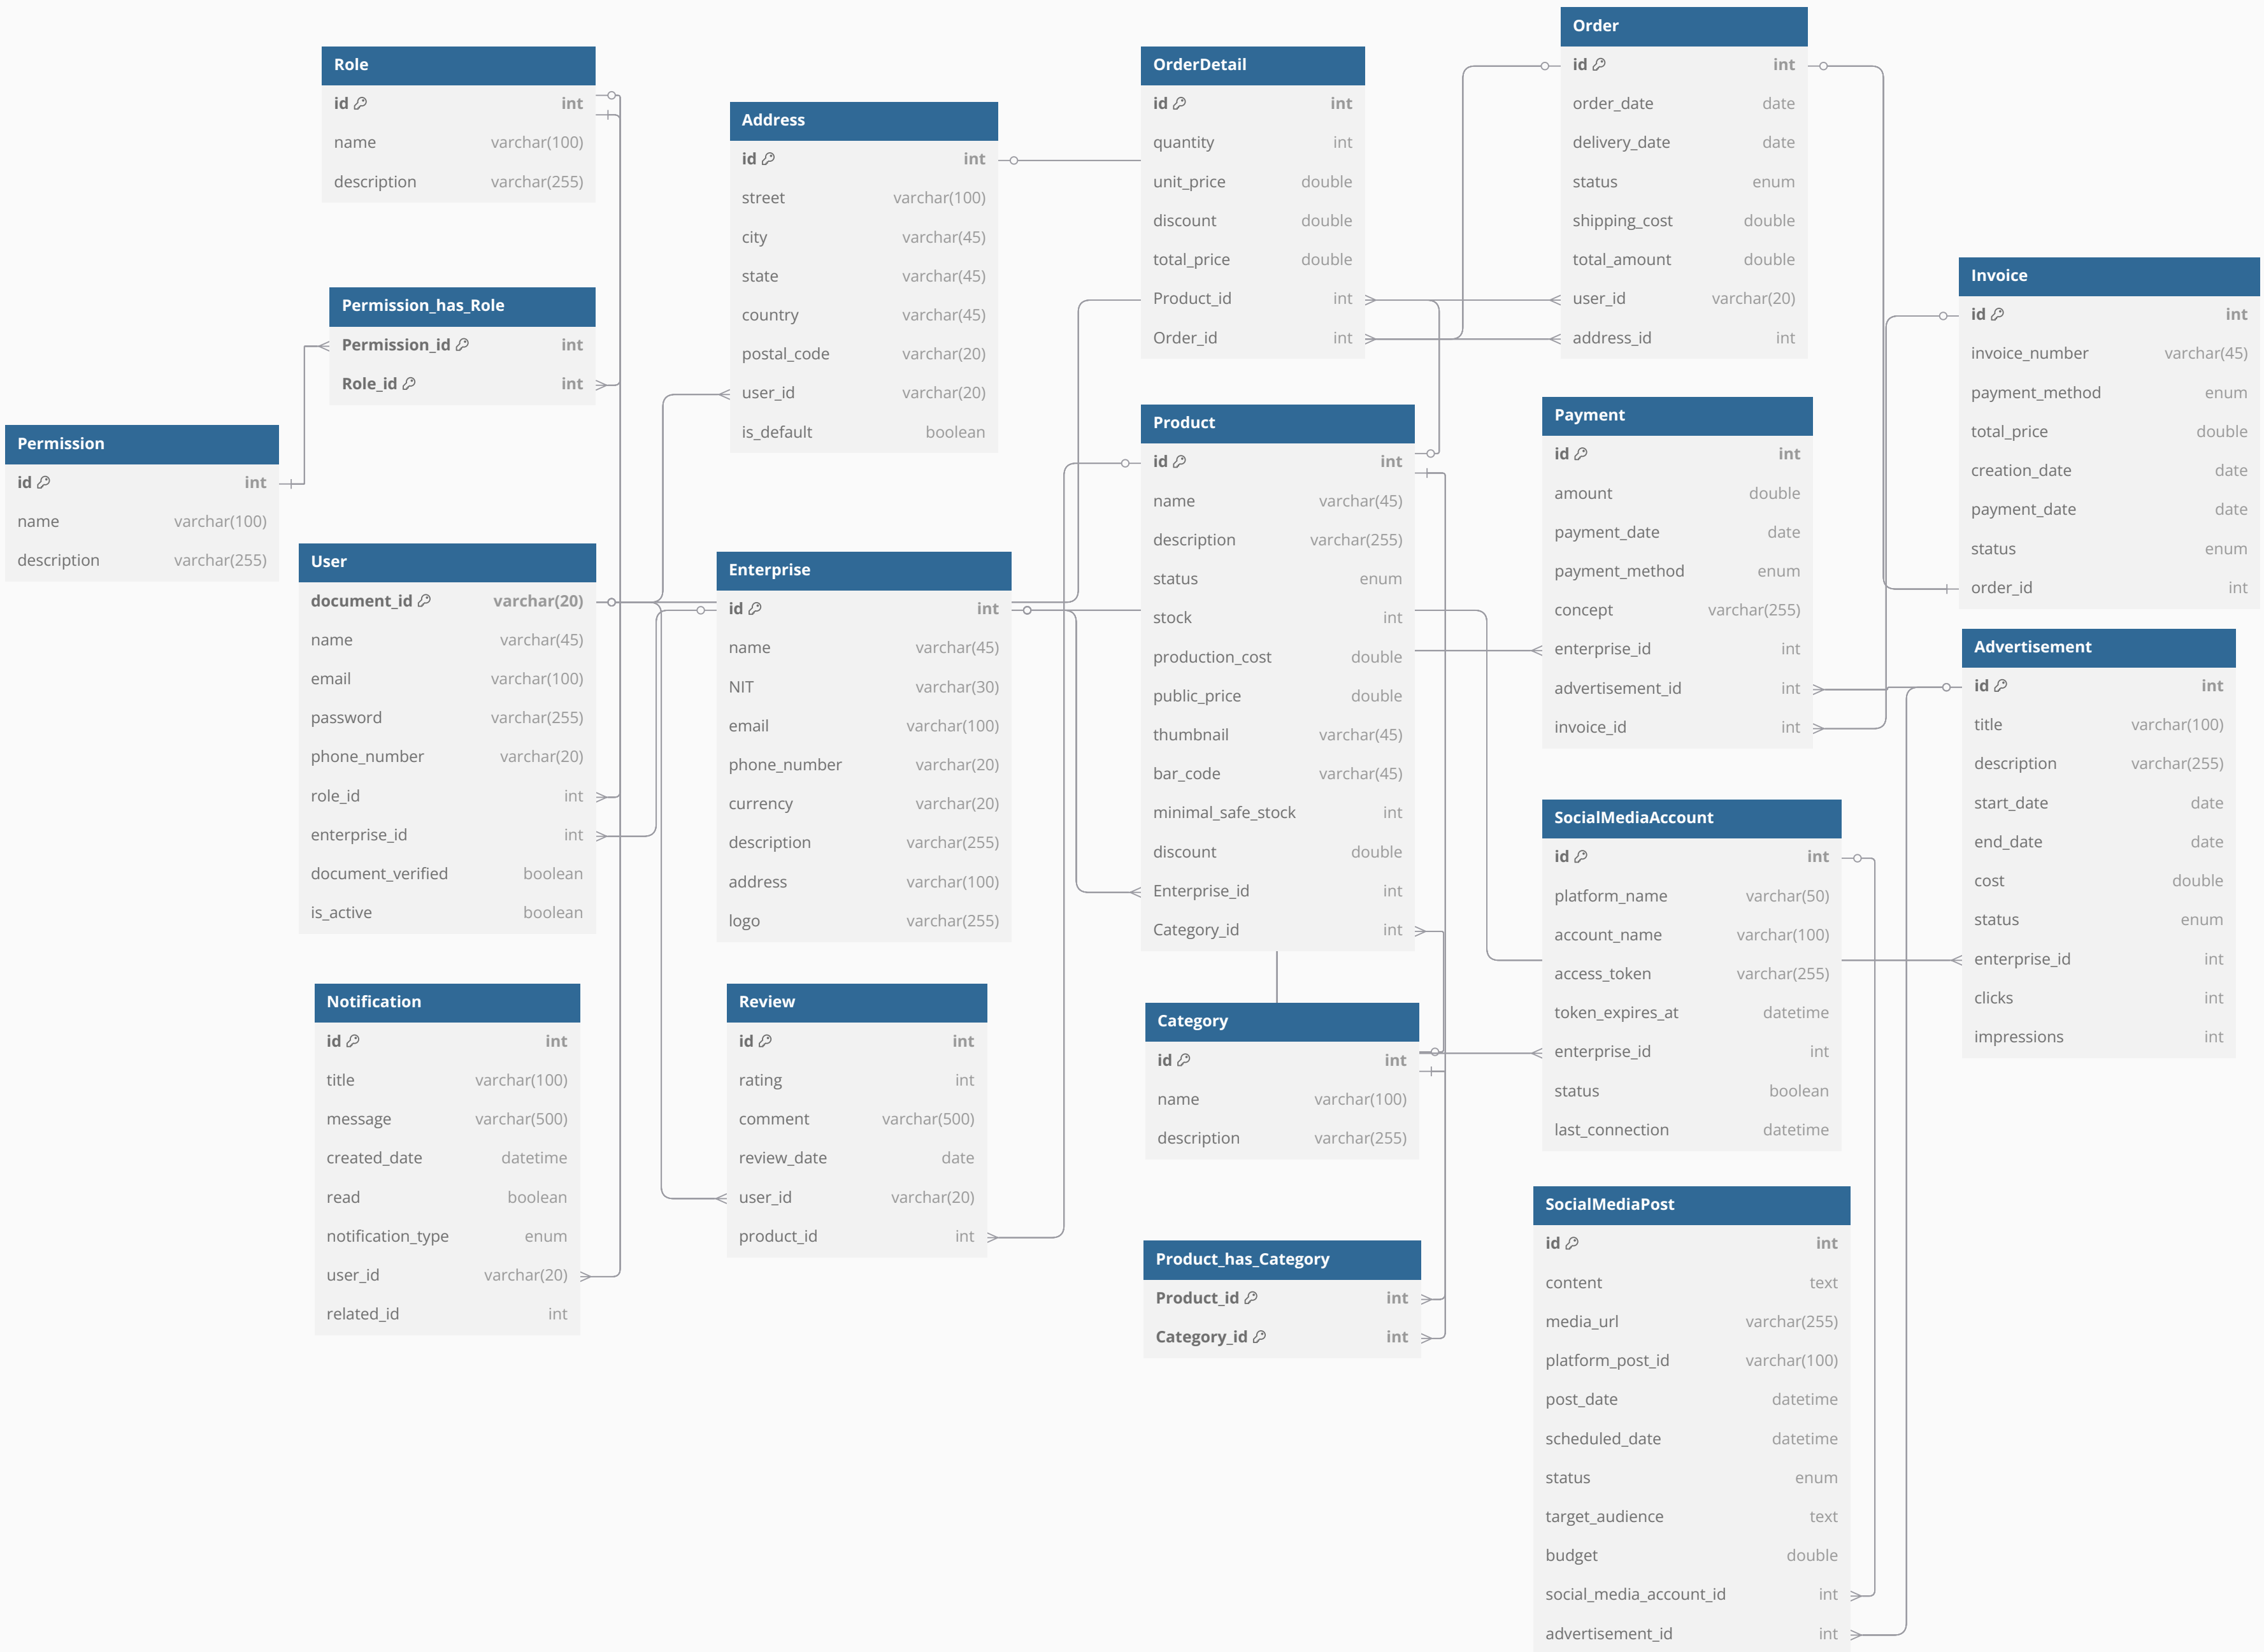 Role
id int
name varchar(100)
description varchar(255)
Permission_has_Role
Permission_id int
Role_id int
Permission
id int
name varchar(100)
description varchar(255)
User
document_id varchar(20)
name varchar(45)
email varchar(100)
password varchar(255)
phone_number varchar(20)
role_id int
enterprise_id int
document_verified boolean
is_active boolean
Notification
id int
title varchar(100)
message varchar(500)
created_date datetime
read boolean
notification_type enum
user_id varchar(20)
related_id int
Address
id int
street varchar(100)
city varchar(45)
state varchar(45)
country varchar(45)
postal_code varchar(20)
user_id varchar(20)
is_default boolean
Enterprise
id int
name varchar(45)
NIT varchar(30)
email varchar(100)
phone_number varchar(20)
currency varchar(20)
description varchar(255)
address varchar(100)
logo varchar(255)
Review
id int
rating int
comment varchar(500)
review_date date
user_id varchar(20)
product_id int
OrderDetail
id int
quantity int
unit_price double
discount double
total_price double
Product_id int
Order_id int
Product
id int
name varchar(45)
description varchar(255)
status enum
stock int
production_cost double
public_price double
thumbnail varchar(45)
bar_code varchar(45)
minimal_safe_stock int
discount double
Enterprise_id int
Category_id int
Category
id int
name varchar(100)
description varchar(255)
Product_has_Category
Product_id int
Category_id int
Order
id int
order_date date
delivery_date date
status enum
shipping_cost double
total_amount double
user_id varchar(20)
address_id int
Payment
id int
amount double
payment_date date
payment_method enum
concept varchar(255)
enterprise_id int
advertisement_id int
invoice_id int
SocialMediaAccount
id int
platform_name varchar(50)
account_name varchar(100)
access_token varchar(255)
token_expires_at datetime
enterprise_id int
status boolean
last_connection datetime
SocialMediaPost
id int
content text
media_url varchar(255)
platform_post_id varchar(100)
post_date datetime
scheduled_date datetime
status enum
target_audience text
budget double
social_media_account_id int
advertisement_id int
Invoice
id int
invoice_number varchar(45)
payment_method enum
total_price double
creation_date date
payment_date date
status enum
order_id int
Advertisement
id int
title varchar(100)
description varchar(255)
start_date date
end_date date
cost double
status enum
enterprise_id int
clicks int
impressions int